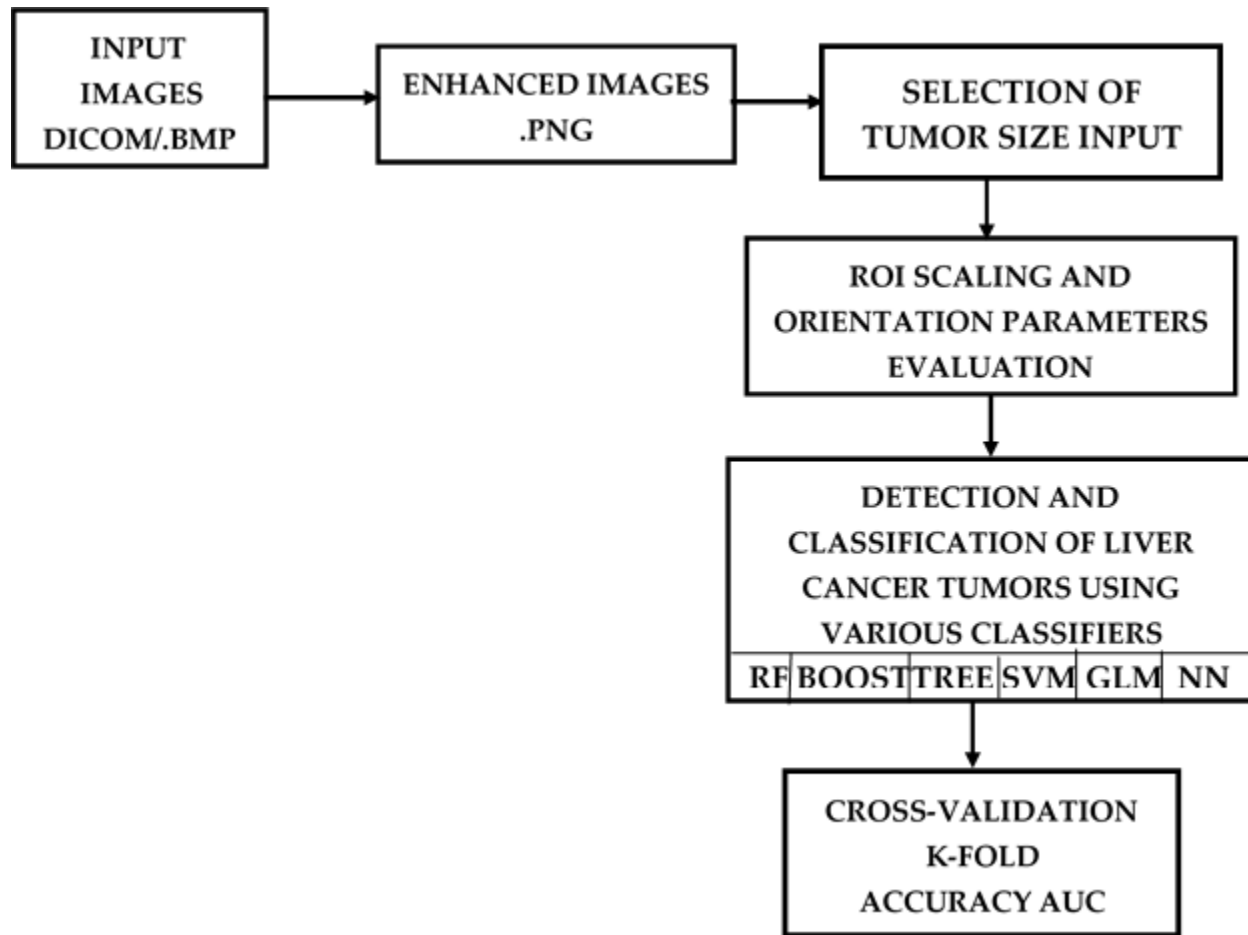 INPUT
IMAGES
DICOM/.BMP
ENHANCED IMAGES
.PNG
SELECTION OF
TUMOR SIZE INPUT
ROI SCALING AND
ORIENTATION PARAMETERS
EVALUATION
DETECTION AND
CLASSIFICATION OF LIVER
CANCER TUMORS USING
VARIOUS CLASSIFIERS
RF BOOST TREE SVM GLM NN
CROSS-VALIDATION
K-FOLD
ACCURACY AUC